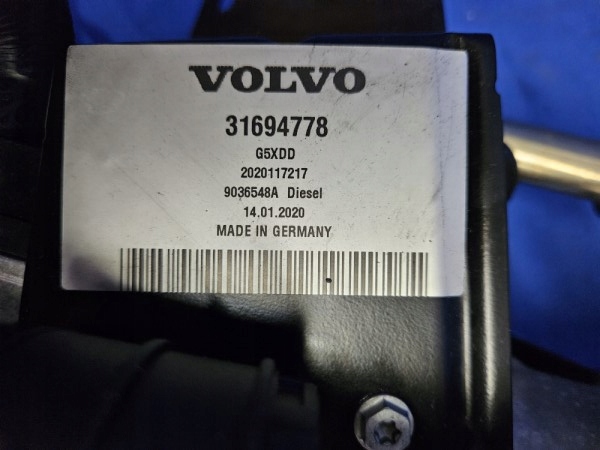 VOLVO
31694778
G5XDD
2020117217
9036548A Diesel
14.01.2020
MADE IN GERMANY